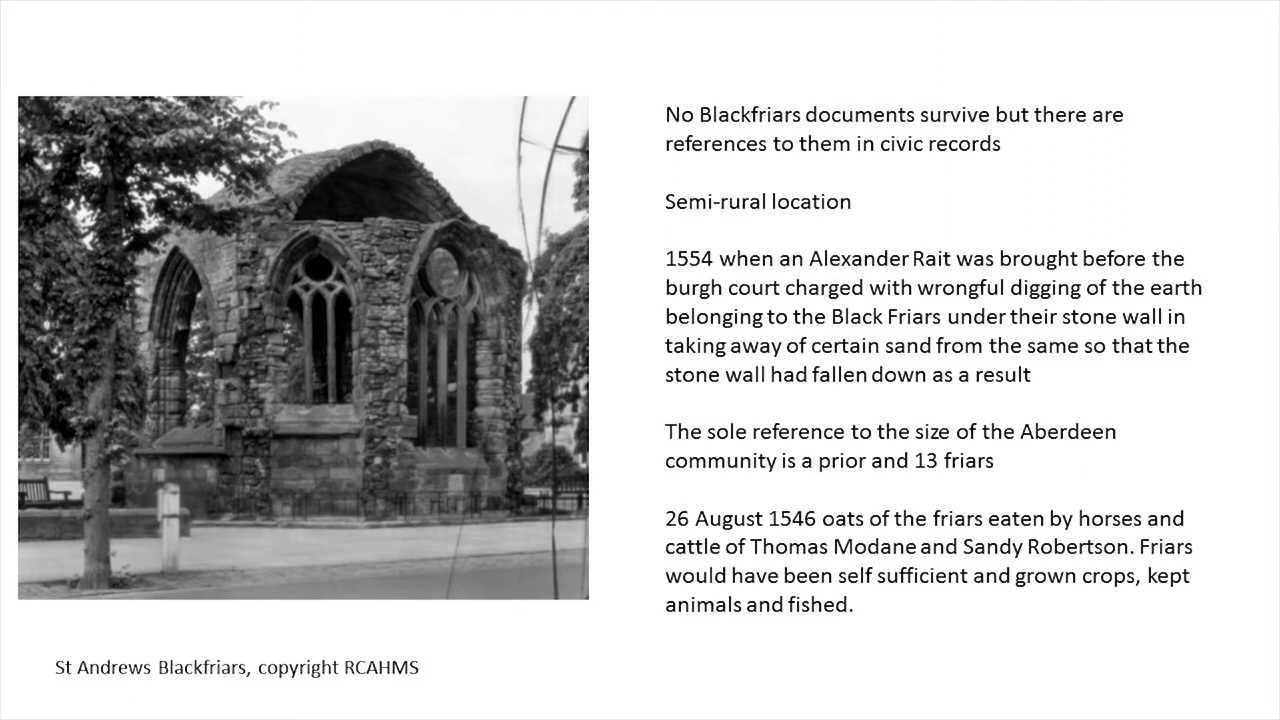 No Blackfriars documents survive but there are
references to them in civic records
Semi-rural location
1554 when an Alexander Rait was brought before the
burgh court charged with wrongful digging of the earth
belonging to the Black Friars under their stone wall in
taking away of certain sand from the same so that the
stone wall had fallen down as a result
The sole reference to the size of the Aberdeen
community is a prior and 13 friars
26 August 1546 oats of the friars eaten by horses and
cattle of Thomas Modane and Sandy Robertson. Friars
would have been self sufficient and grown crops, kept
animals and fished.
St Andrews Blackfriars, copyright RCAHMS